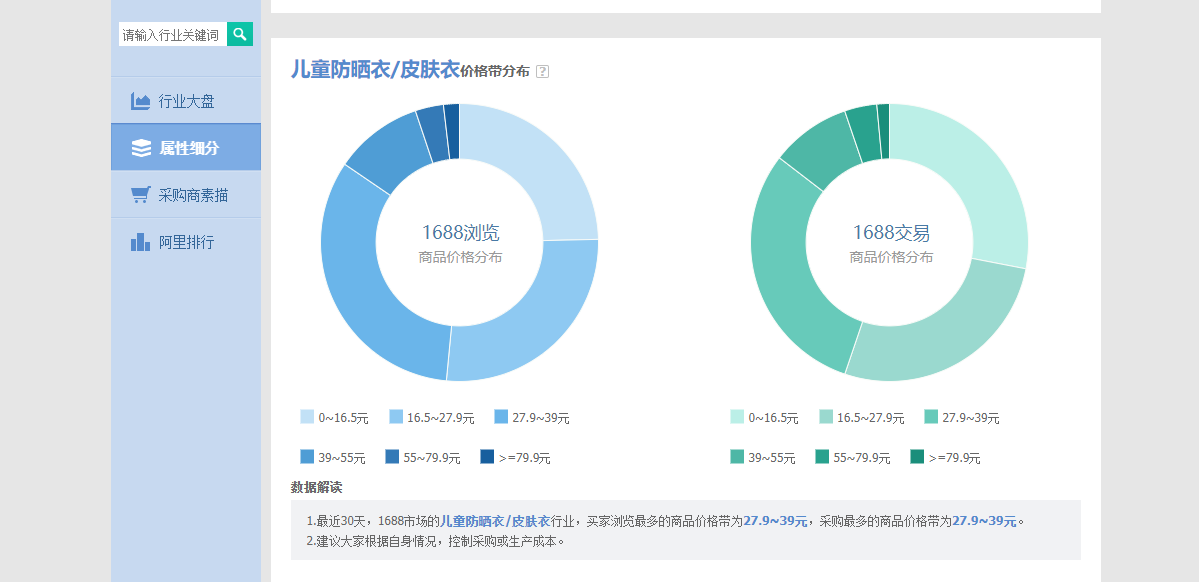 请输入行业关键词
行业大盘
属性细分
采购商素描
阿里排行
儿童防晒衣/皮肤衣价格带分布 ?
1688浏览
商品价格分布
1688交易
商品价格分布
0~16.5元 16.5~27.9元 27.9~39元
39~55元 55~79.9元 >=79.9元
0~16.5元 16.5~27.9元 27.9~39元
39~55元 55~79.9元 >=79.9元
数据解读
1.最近30天，1688市场的儿童防晒衣/皮肤衣行业，买家浏览最多的商品价格带为27.9~39元，采购最多的商品价格带为27.9~39元。
2.建议大家根据自身情况，控制采购或生产成本。